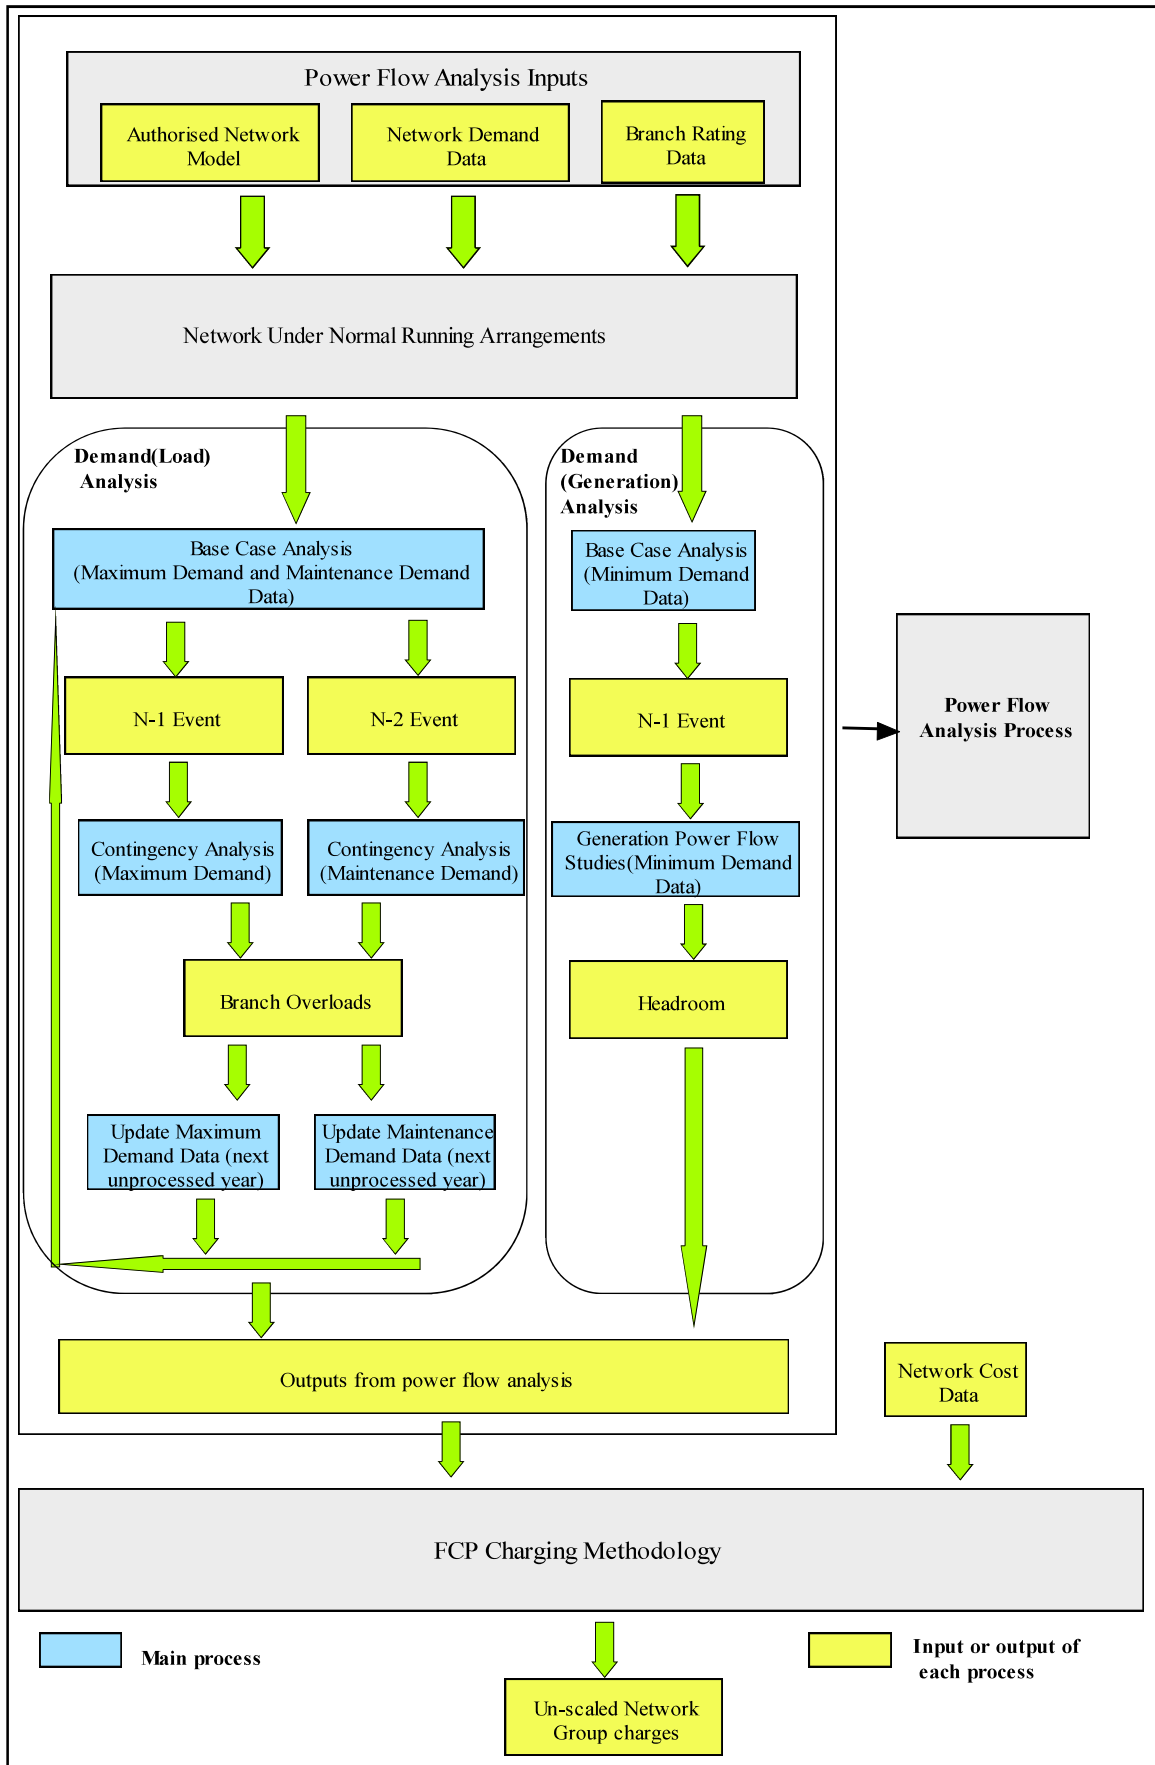 Power Flow Analysis Inputs
Authorised Network
Model
Network Demand
Data
Branch Rating
Data
Network Under Normal Running Arrangements
Demand(Load)
Analysis
Demand
(Generation)
Analysis
Base Case Analysis
(Maximum Demand and Maintenance Demand
Data)
Base Case Analysis
(Minimum Demand
Data)
N-1 Event
N-2 Event
N-1 Event
Power Flow
Analysis Process
Contingency Analysis
(Maximum Demand)
Contingency Analysis
(Maintenance Demand)
Generation Power Flow
Studies(Minimum Demand
Data)
Branch Overloads
Headroom
Update Maximum
Demand Data (next
unprocessed year)
Update Maintenance
Demand Data (next
unprocessed year)
Outputs from power flow analysis
Network Cost
Data
FCP Charging Methodology
Main process
Input or output of
each process
Un-scaled Network
Group charges